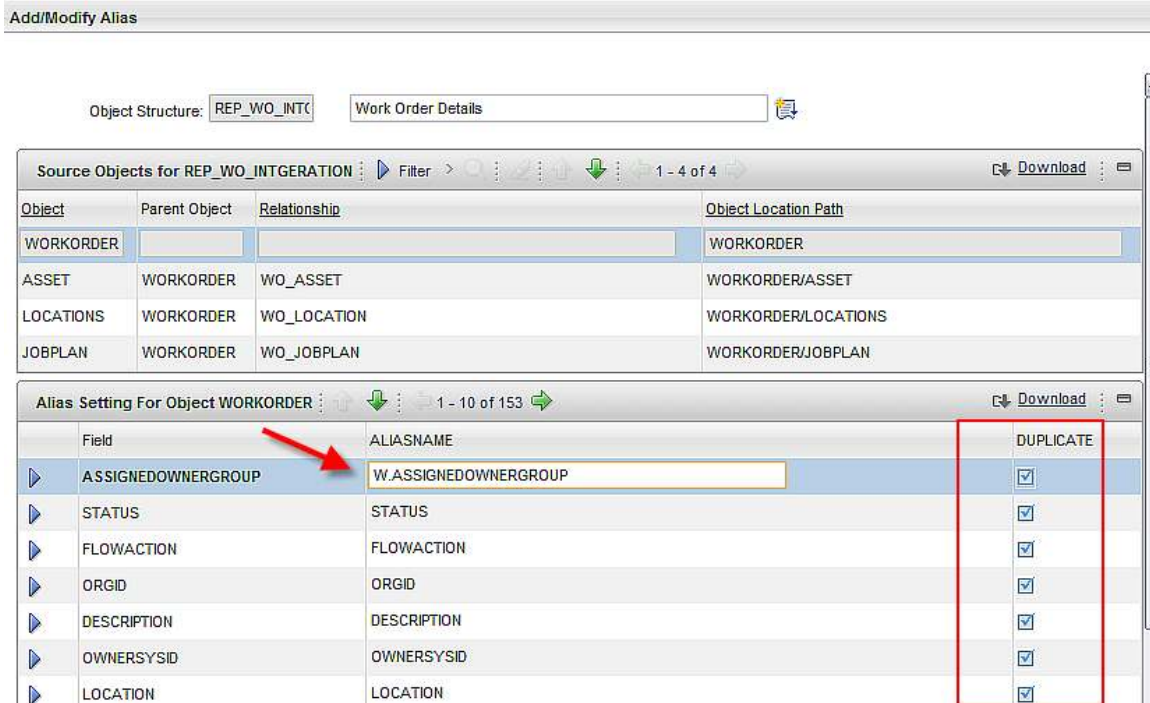 Add/Modify Alias
Object Structure: REP_WO_INT( Work Order Details
Source Objects for REP_WO_INTGERATION Filter > 1 - 4 of 4 Download
Object Parent Object Relationship Object Location Path
WORKORDER WORKORDER
ASSET WORKORDER WO_ASSET WORKORDER/ASSET
LOCATIONS WORKORDER WO_LOCATION WORKORDER/LOCATIONS
JOBPLAN WORKORDER WO_JOBPLAN WORKORDER/JOBPLAN
Alias Setting For Object WORKORDER 1 - 10 of 153 Download
Field ALIASNAME DUPLICATE
ASSIGNEDOWNERGROUP W.ASSIGNEDOWNERGROUP
STATUS STATUS
FLOWACTION FLOWACTION
ORGID ORGID
DESCRIPTION DESCRIPTION
OWNERSYSID OWNERSYSID
LOCATION LOCATION